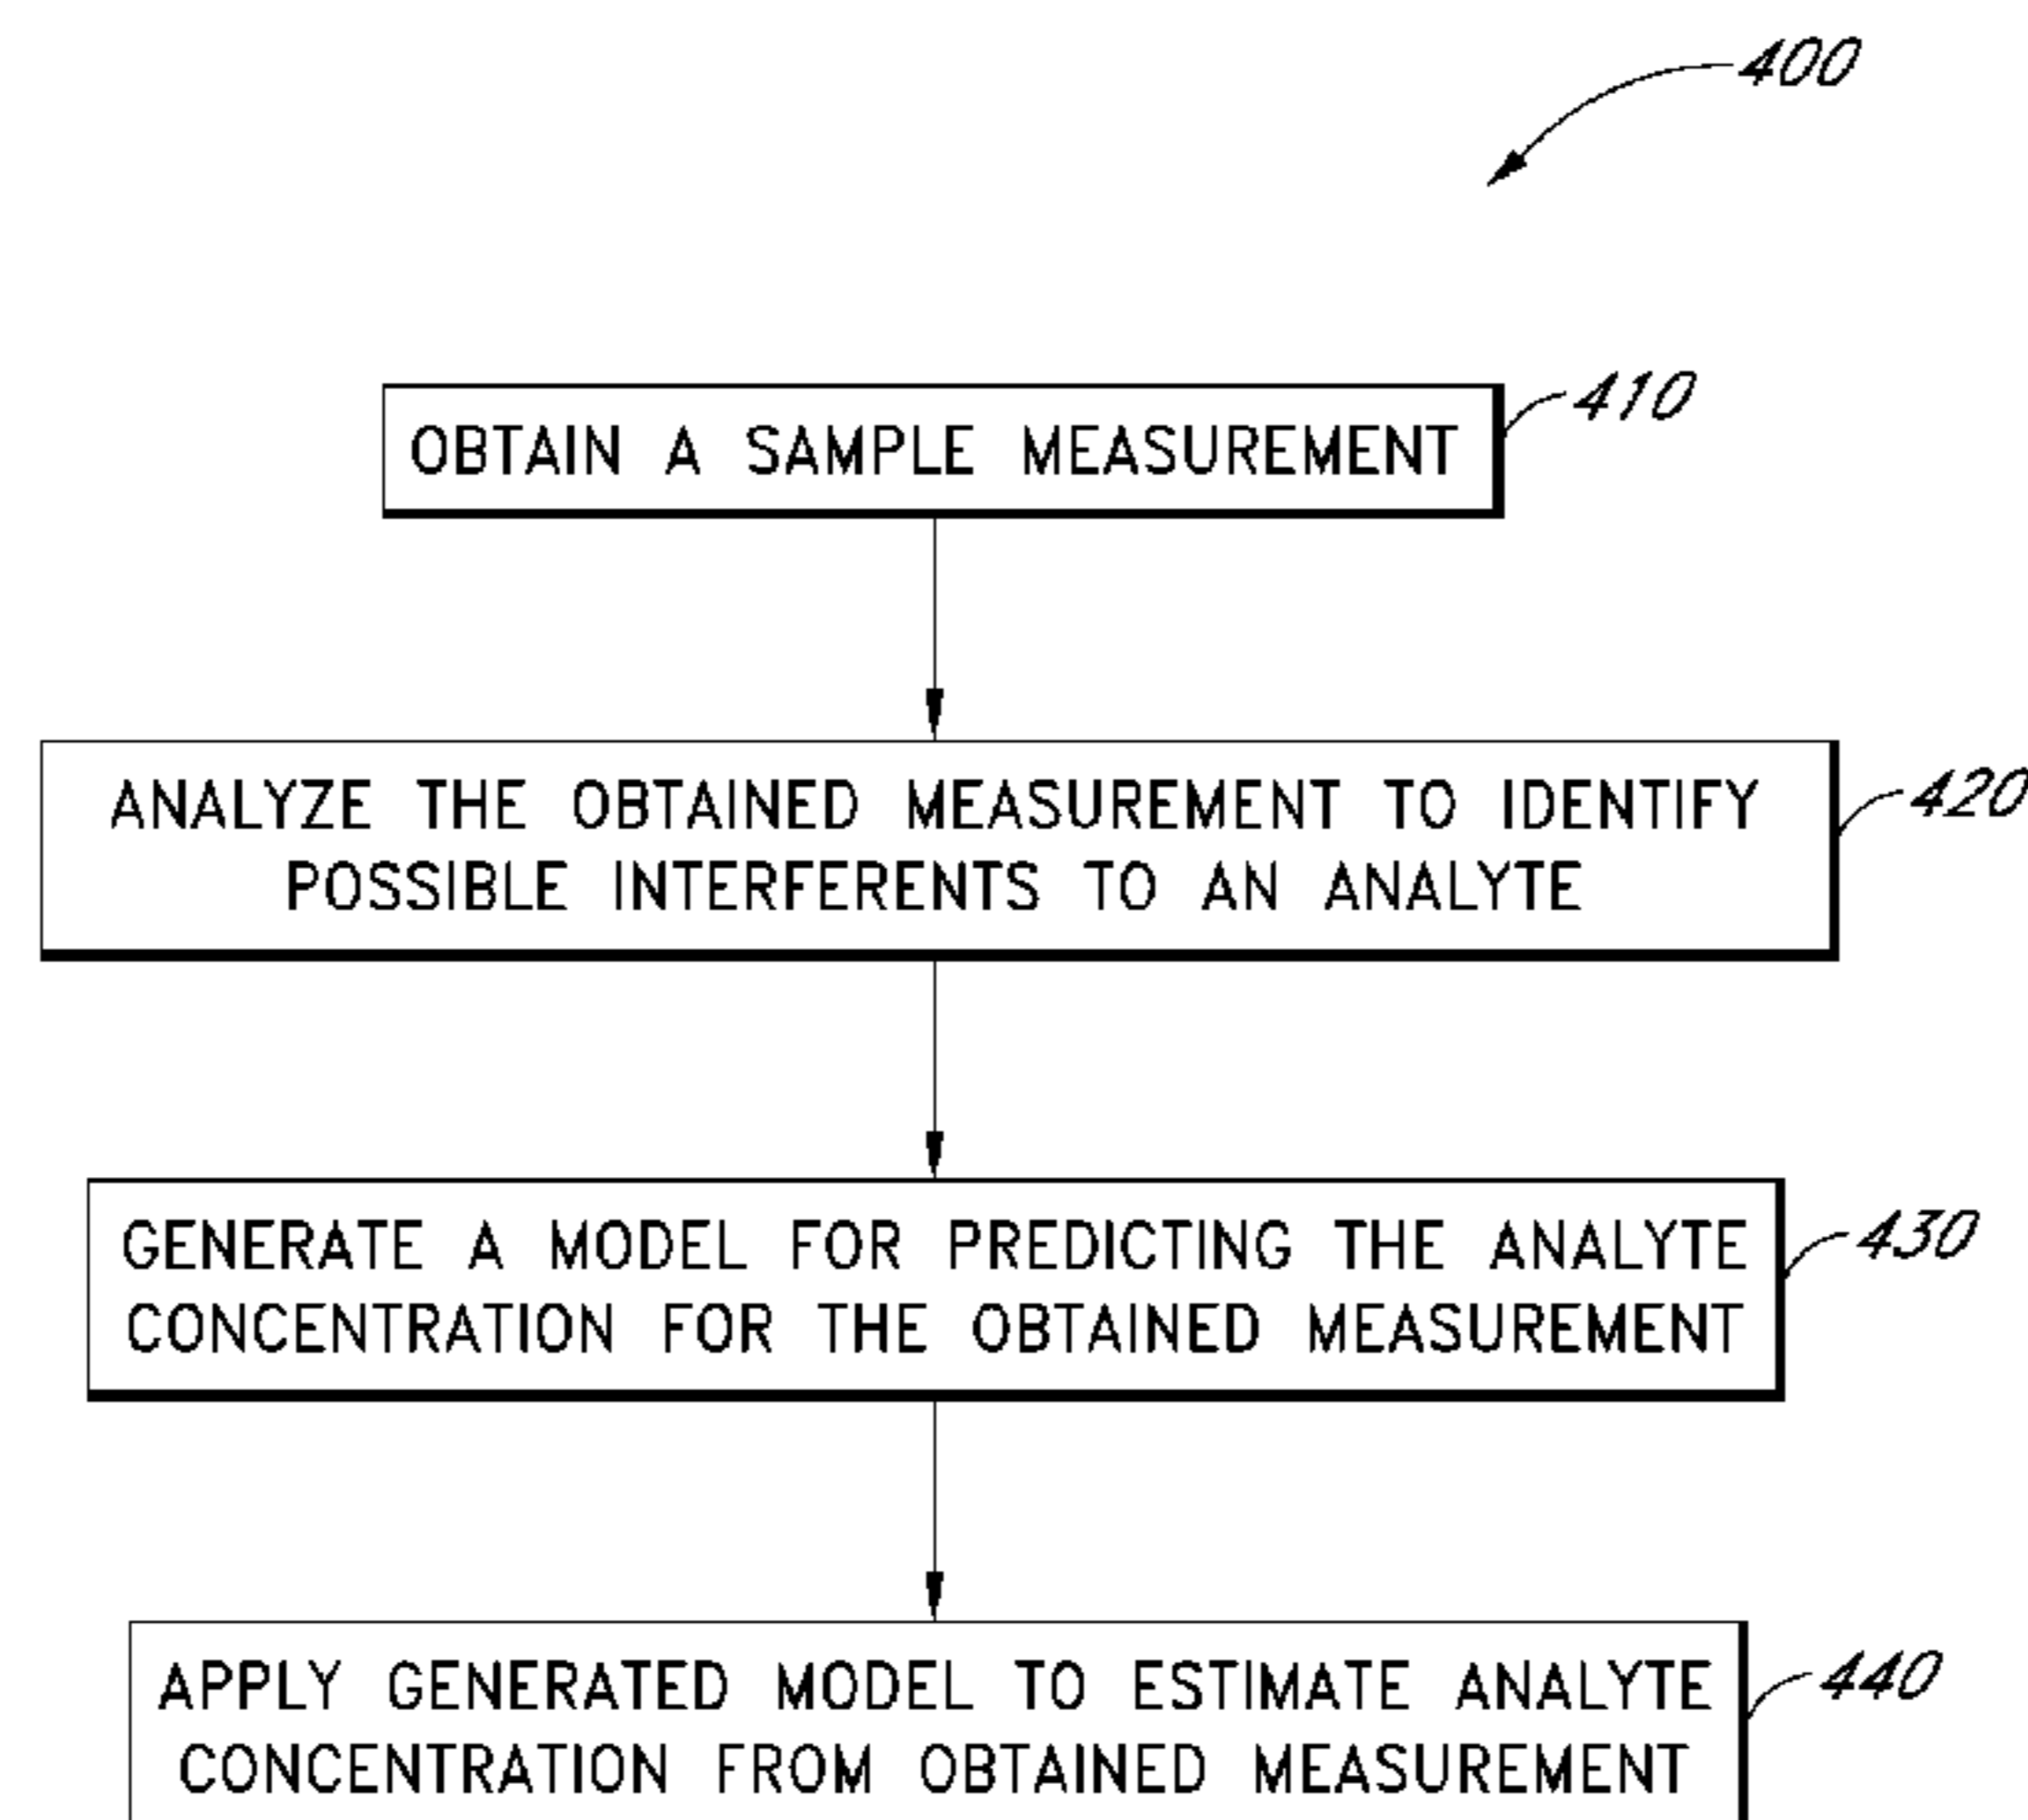 400
OBTAIN A SAMPLE MEASUREMENT
410
ANALYZE THE OBTAINED MEASUREMENT TO IDENTIFY
POSSIBLE INTERFERENTS TO AN ANALYTE
420
GENERATE A MODEL FOR PREDICTING THE ANALYTE
CONCENTRATION FOR THE OBTAINED MEASUREMENT
430
APPLY GENERATED MODEL TO ESTIMATE ANALYTE
CONCENTRATION FROM OBTAINED MEASUREMENT
440